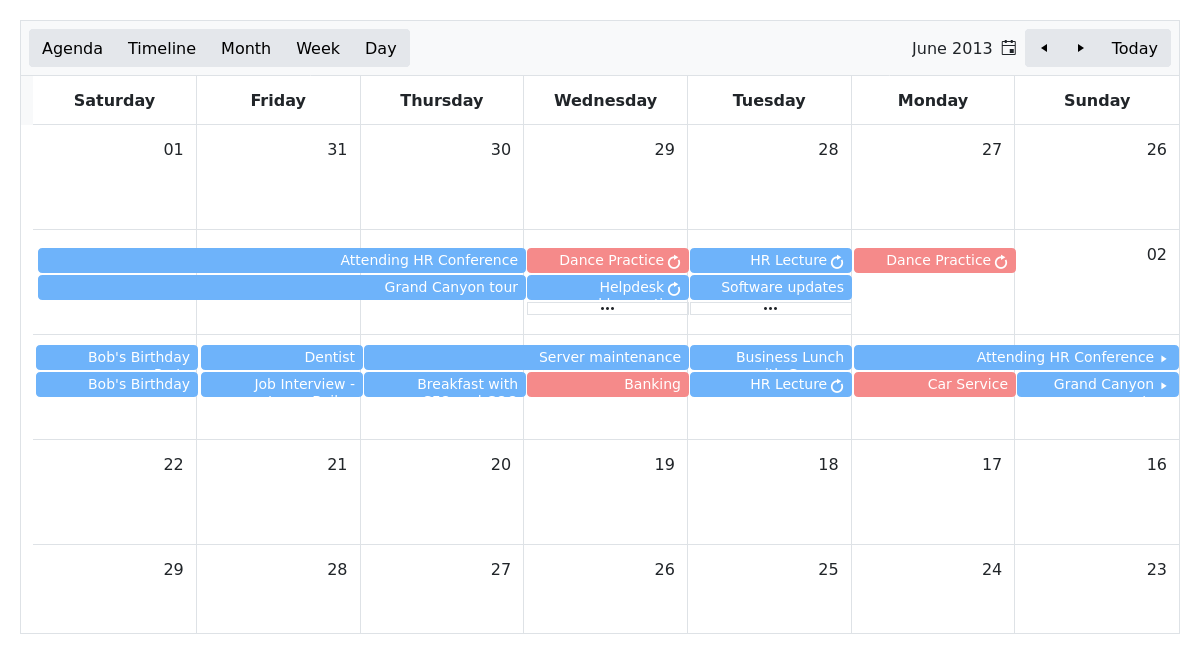 Agenda Timeline Month Week Day June 2013 Today
Saturday Friday Thursday Wednesday Tuesday Monday Sunday
01 31 30 29 28 27 26
02
Attending HR Conference Dance Practice HR Lecture Dance Practice
Grand Canyon tour Helpdesk Software updates
... ...
Bob's Birthday Dentist Server maintenance Business Lunch Attending HR Conference
Bob's Birthday Job Interview - Breakfast with Banking HR Lecture Car Service Grand Canyon
22 21 20 19 18 17 16
29 28 27 26 25 24 23